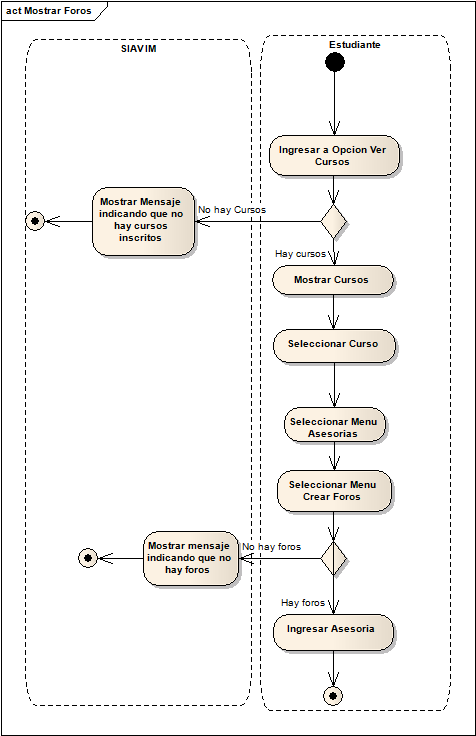 act Mostrar Foros
SIAVIM
Estudiante
Ingresar a Opcion Ver
Cursos
Mostrar Mensaje
indicando que no
hay cursos
inscritos
No hay Cursos
Hay cursos
Mostrar Cursos
Seleccionar Curso
Seleccionar Menu
Asesorias
Seleccionar Menu
Crear Foros
Mostrar mensaje
indicando que no
hay foros
No hay foros
Hay foros
Ingresar Asesoria